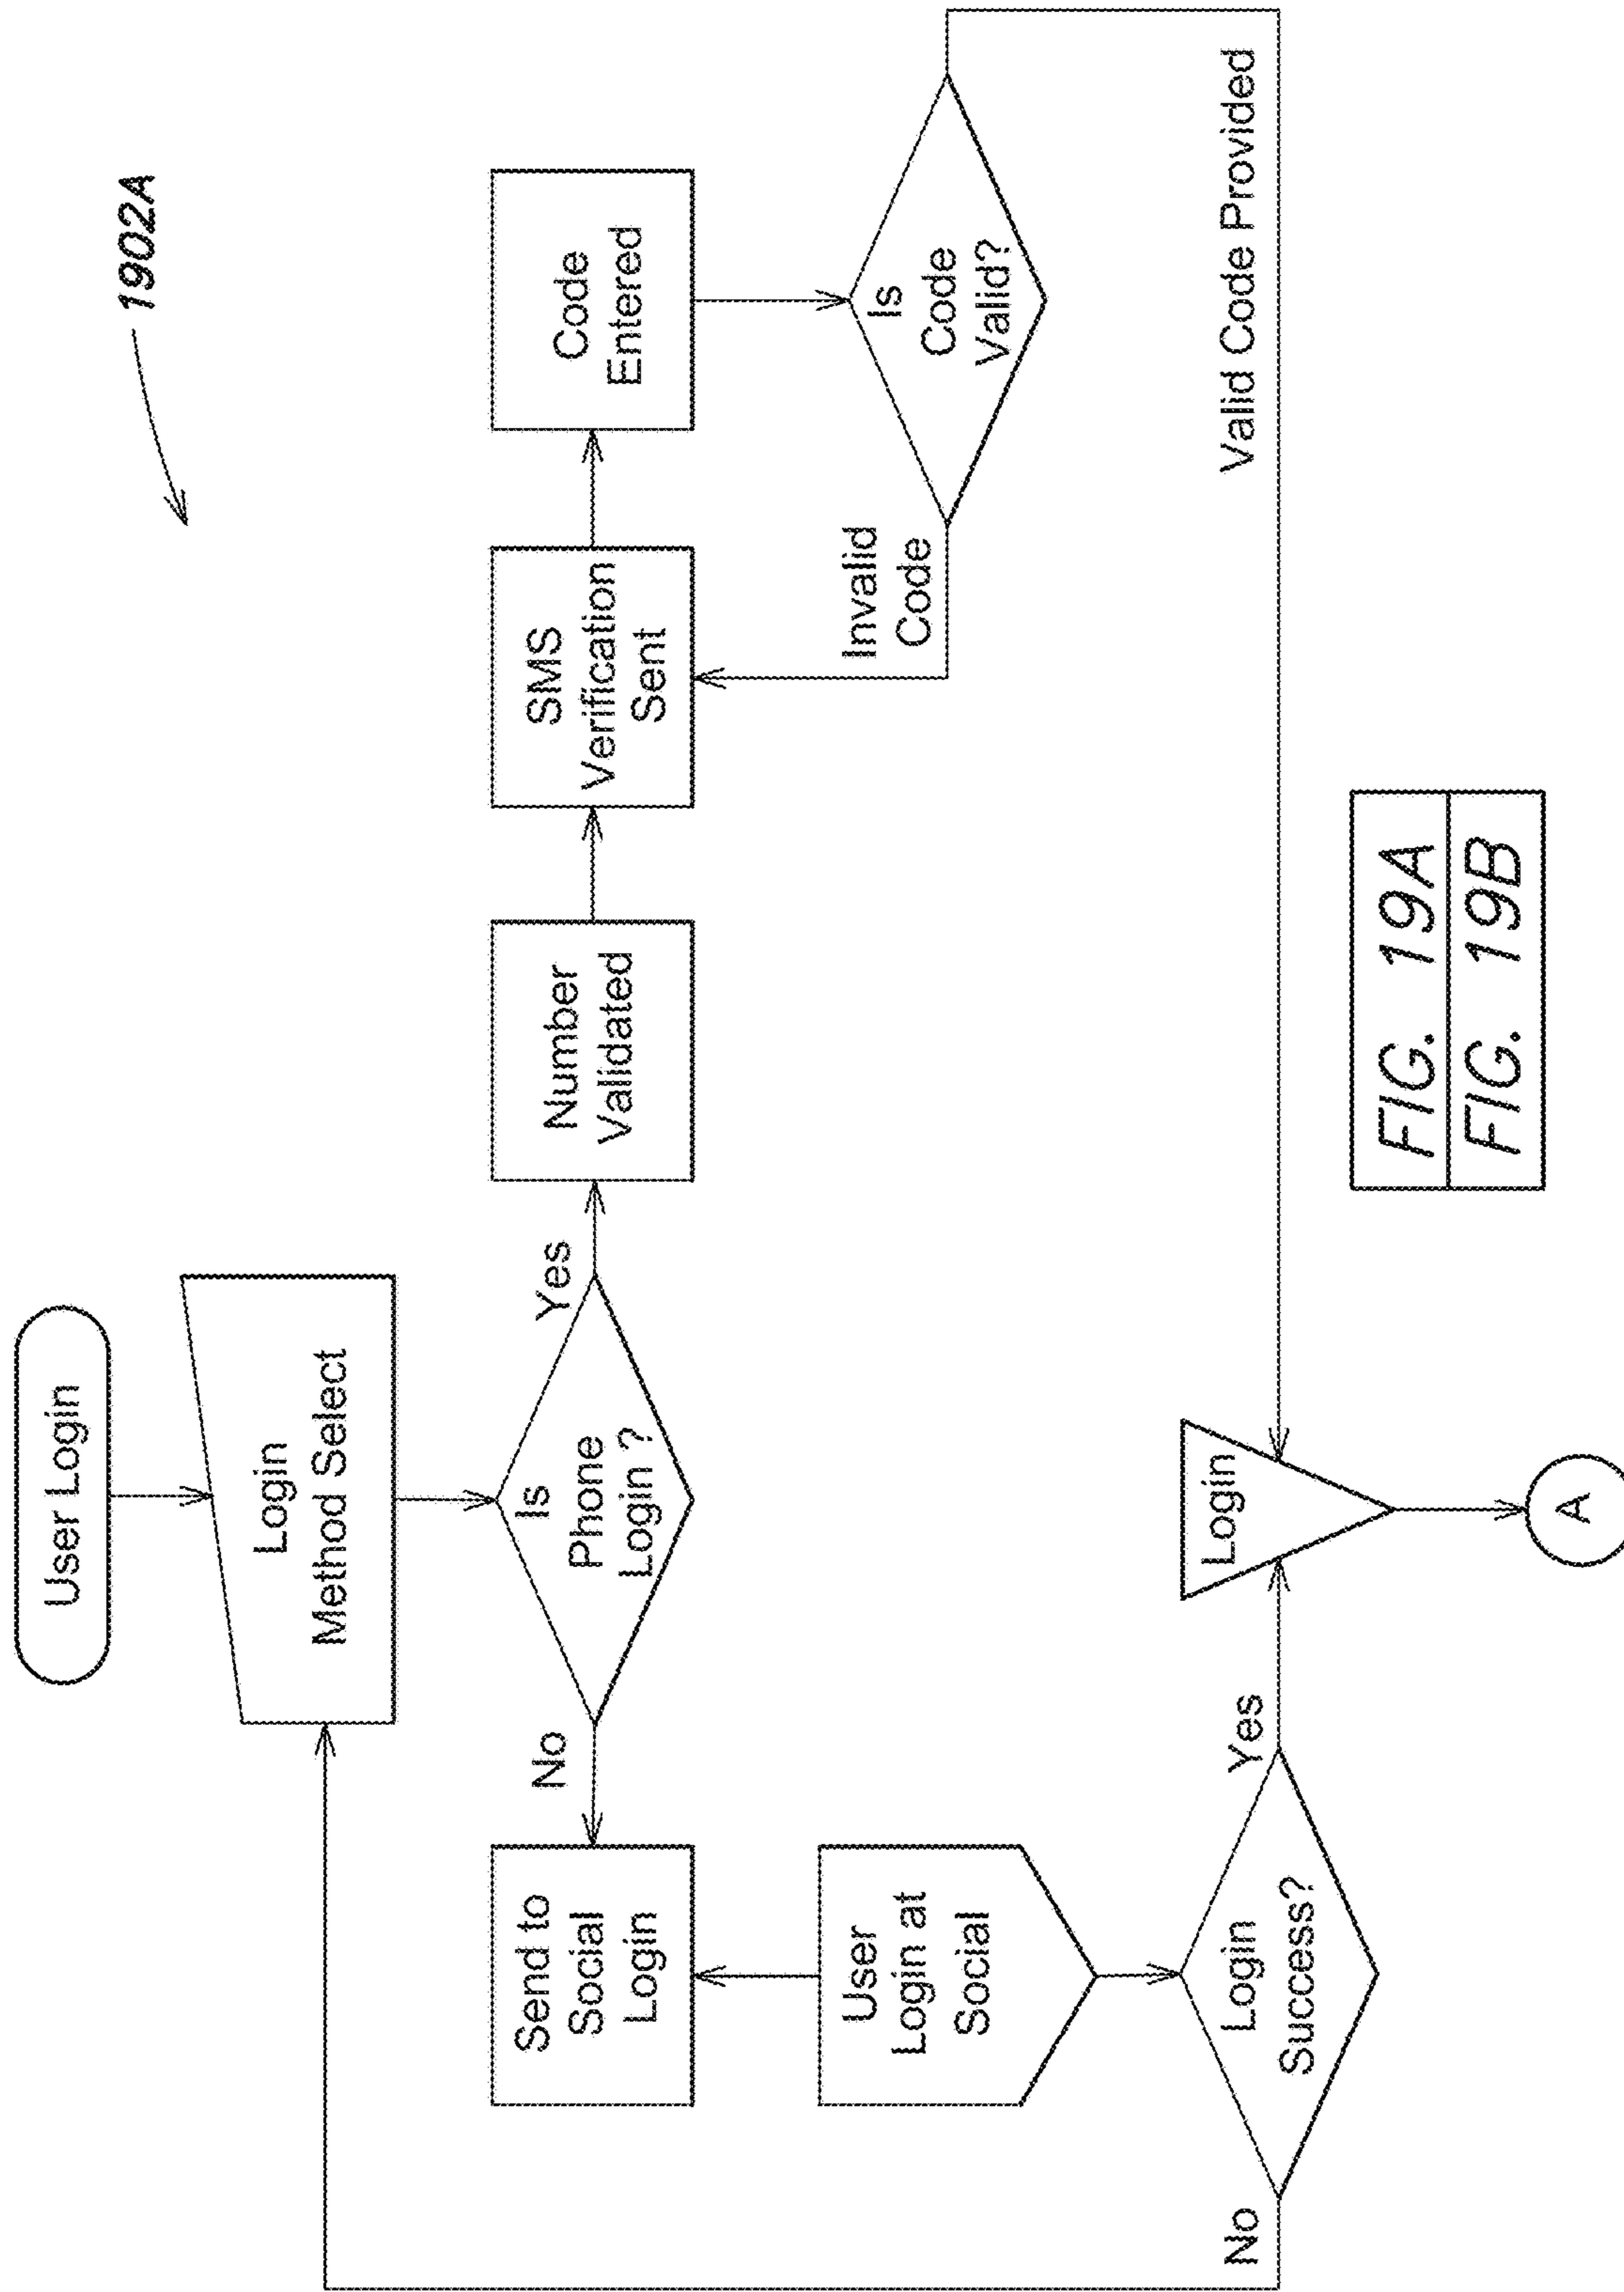 1902A
User Login
Login
Method Select
Is
Phone
Login ?
Yes
No
Number
Validated
SMS
Verification
Sent
Code
Entered
Is
Code
Valid?
Invalid
Code
Valid Code Provided
Send to
Social
Login
User
Login at
Social
Login
Success?
Yes
No
Login
A
FIG. 19A
FIG. 19B